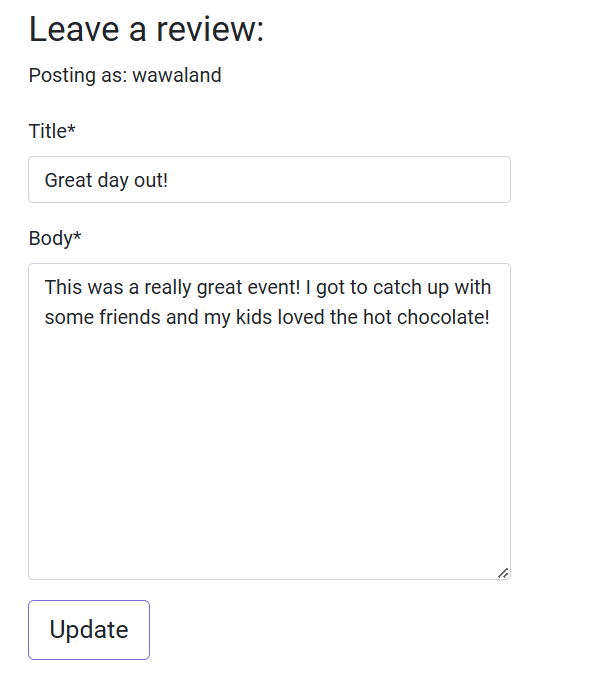 Leave a review:
Posting as: wawaland
Title*
Great day out!
Body*
This was a really great event! I got to catch up with
some friends and my kids loved the hot chocolate!
Update